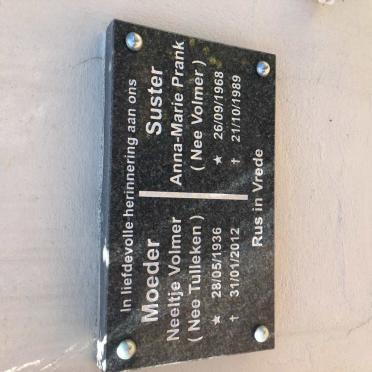 In liefdevolle herinnering aan ons
Moeder
Neeltje Volmer
( Nee Tulleken )
★ 28/05/1936
† 31/01/2012
Suster
Anna-Marie Prank
( Nee Volmer )
★ 26/09/1968
† 21/10/1989
Rus in Vrede